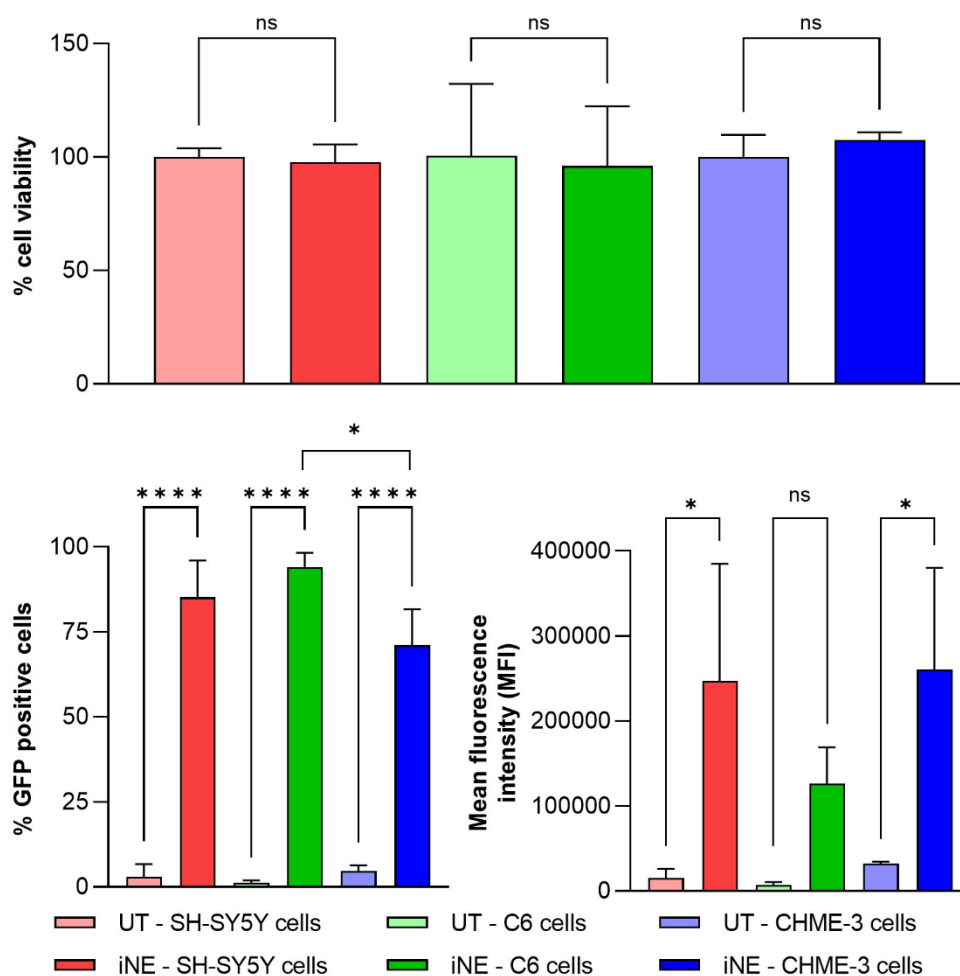 ns ns ns
150
100
50
0
% cell viability
*
**** **** ****
100
75
50
25
0
% GFP positive cells
* ns *
400000
300000
200000
100000
0
Mean fluorescence
intensity (MFI)
UT - SH-SY5Y cells UT - C6 cells UT - CHME-3 cells
iNE - SH-SY5Y cells iNE - C6 cells iNE - CHME-3 cells